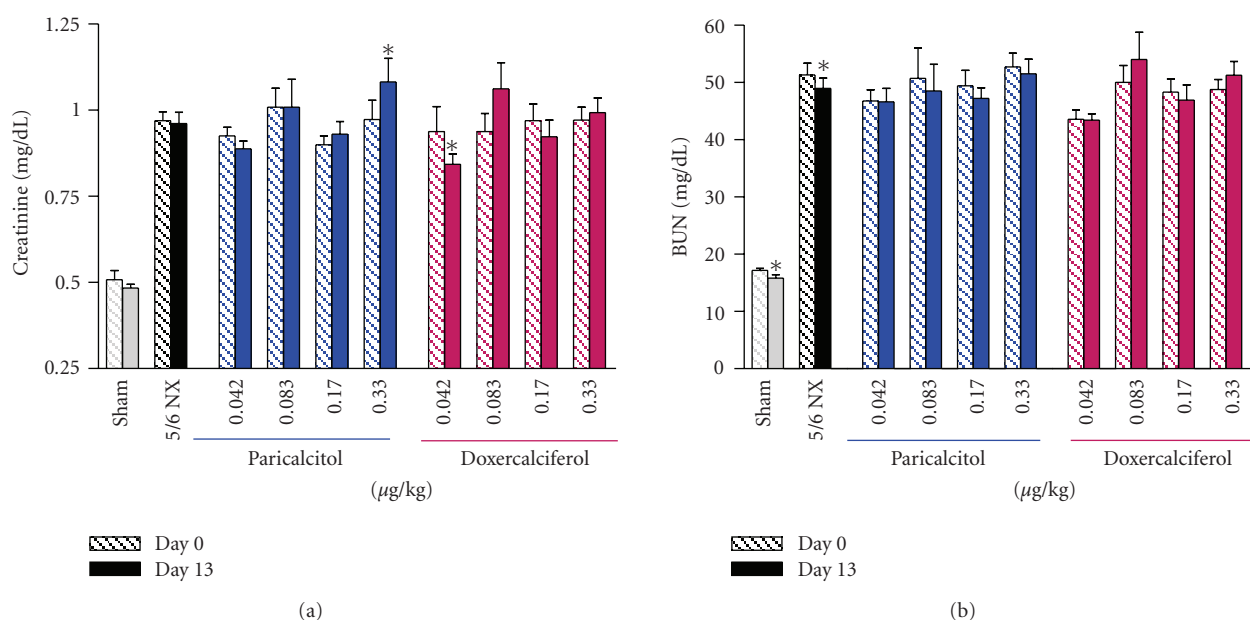 1.25
1
0.75
0.5
0.25
Creatinine (mg/dL)
*
*
Sham
5/6 NX
0.042
0.083
0.17
0.33
0.042
0.083
0.17
0.33
Paricalcitol
Doxercalciferol
(µg/kg)
Day 0
Day 13
(a)
60
50
40
30
20
10
0
BUN (mg/dL)
*
*
Sham
5/6 NX
0.042
0.083
0.17
0.33
0.042
0.083
0.17
0.33
Paricalcitol
Doxercalciferol
(µg/kg)
Day 0
Day 13
(b)